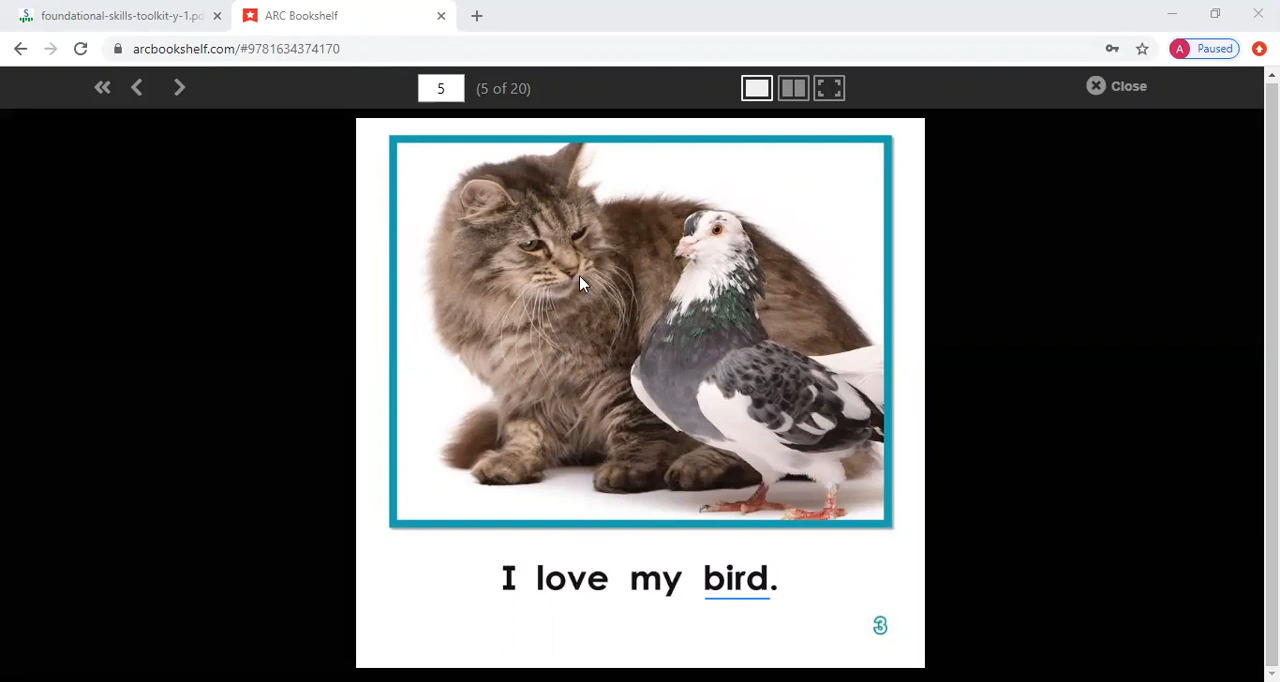 foundational-skills-toolkit-y-1.pd
ARC Bookshelf
arcbookshelf.com/#9781634374170
A Paused
5 (5 of 20)
Close
I love my bird.
3